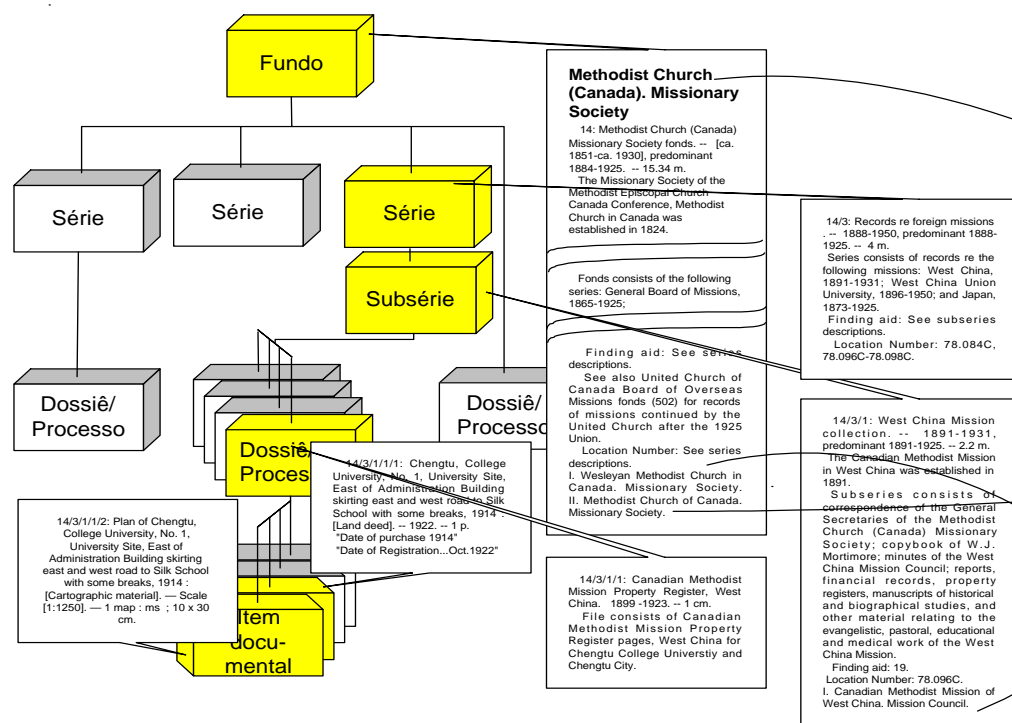 Fundo
Série
Série
Série
Subsérie
Dossiê/
Processo
Dossiê/
Proces
Dossiê/
Processo
Item
docu-
mental
14/3/1/1/2: Plan of Chengtu,
College University, No. 1,
University Site, East of
Administration Building skirting
east and west road to Silk School
with some breaks, 1914 :
[Cartographic material]. — Scale
[1:1250]. — 1 map : ms ; 10 x 30
cm.
14/3/1/1/1: Chengtu, College
University, No. 1, University Site,
East of Administration Building
skirting east and west road to Silk
School with some breaks, 1914 :
[Land deed]. -- 1922. -- 1 p.
"Date of purchase 1914"
"Date of Registration...Oct.1922"
Methodist Church
(Canada). Missionary
Society
14: Methodist Church (Canada)
Missionary Society fonds. -- [ca.
1851-ca. 1930], predominant
1884-1925. -- 15.34 m.
The Missionary Society of the
Methodist Episcopal Church
Canada Conference, Methodist
Church in Canada was
established in 1824.
Fonds consists of the following
series: General Board of Missions,
1865-1925;
Finding aid: See series
descriptions.
See also United Church of
Canada Board of Overseas
Missions fonds (502) for records
of missions continued by the
United Church after the 1925
Union.
Location Number: See series
descriptions.
I. Wesleyan Methodist Church in
Canada. Missionary Society.
II. Methodist Church of Canada.
Missionary Society.
14/3/1/1: Canadian Methodist
Mission Property Register, West
China. 1899 -1923. -- 1 cm.
File consists of Canadian
Methodist Mission Property
Register pages, West China for
Chengtu College Universtiy and
Chengtu City.
14/3: Records re foreign missions
. -- 1888-1950, predominant 1888-
1925. -- 4 m.
Series consists of records re the
following missions: West China,
1891-1931; West China Union
University, 1896-1950; and Japan,
1873-1925.
Finding aid: See subseries
descriptions.
Location Number: 78.084C,
78.096C-78.098C.
14/3/1: West China Mission
collection. -- 1891-1931,
predominant 1891-1925. -- 2.2 m.
The Canadian Methodist Mission
in West China was established in
1891.
Subseries consists of
correspondence of the General
Secretaries of the Methodist
Church (Canada) Missionary
Society; copybook of W.J.
Mortimore; minutes of the West
China Mission Council; reports,
financial records, property
registers, manuscripts of historical
and biographical studies, and
other material relating to the
evangelistic, pastoral, educational
and medical work of the West
China Mission.
Finding aid: 19.
Location Number: 78.096C.
I. Canadian Methodist Mission of
West China. Mission Council.